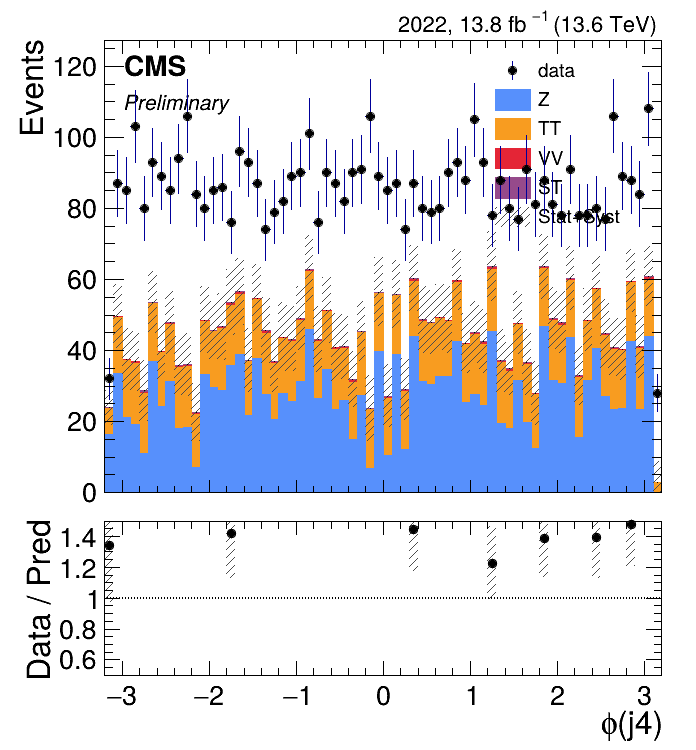 2022, 13.8 fb⁻¹ (13.6 TeV)
CMS
Preliminary
Events
120
100
80
60
40
20
0
data
Z
TT
VV
ST
Stat+Syst
Data / Pred
1.4
1.2
1
0.8
0.6
−3 −2 −1 0 1 2 3
ϕ(j4)